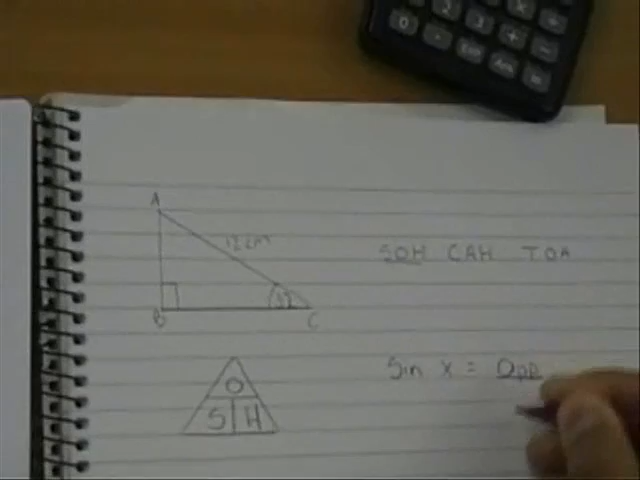 A
12cm
SOH CAH TOA
B
C
Sin x = Opp
O
S H